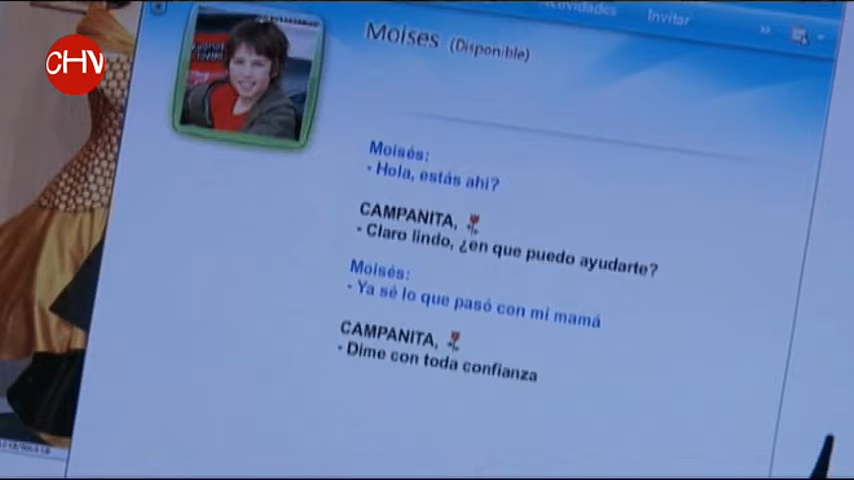 CHV
Actividades
Invitar
Moises (Disponible)
Moisés:
- Hola, estás ahi?
CAMPANITA,
- Claro lindo, ¿en que puedo ayudarte?
Moisés:
- Ya sé lo que pasó con mi mamá
CAMPANITA,
- Dime con toda confianza